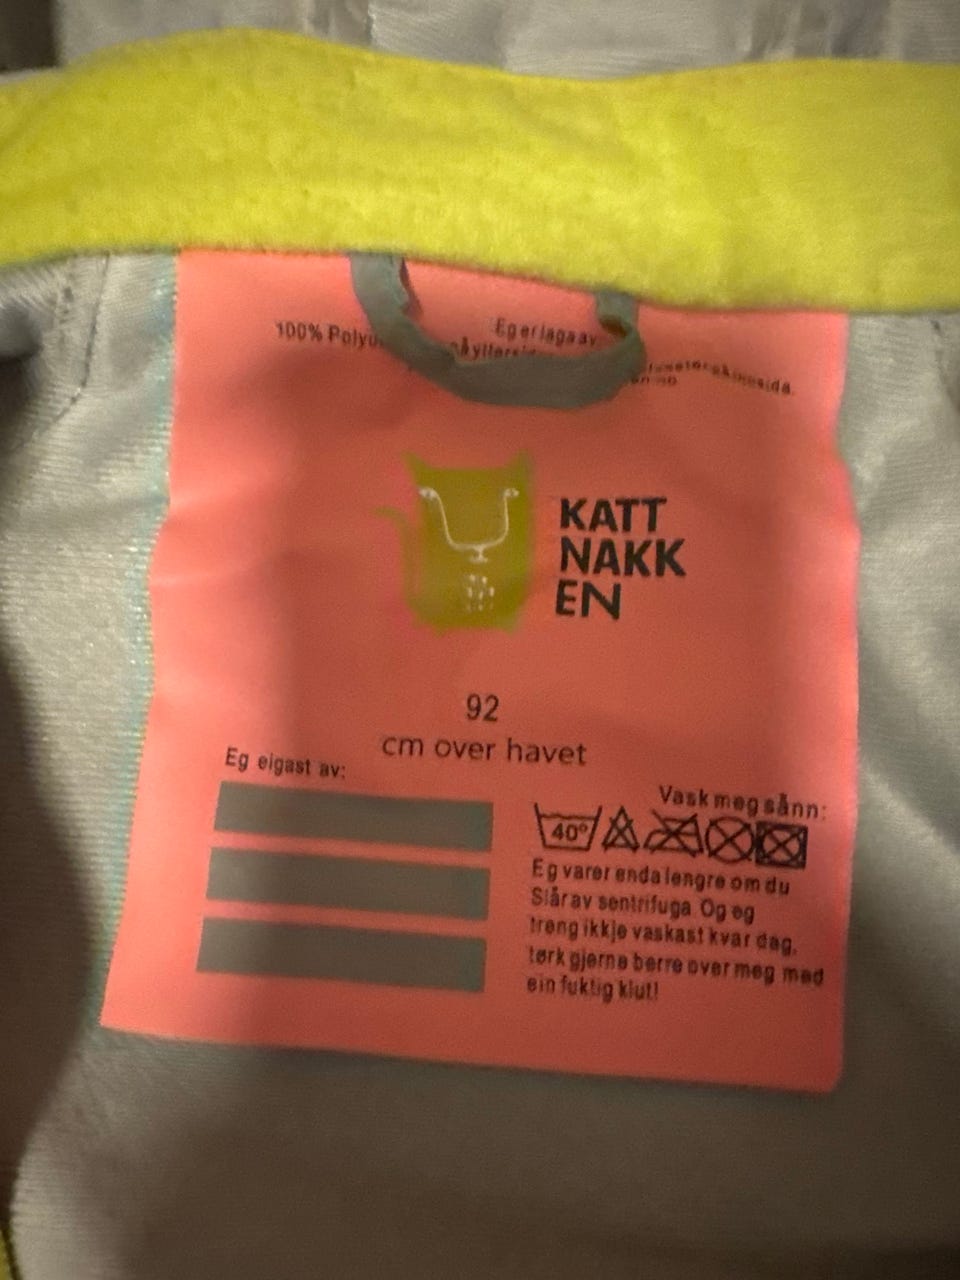 Eg er laga av
100% 
KATT
NAKK
EN
92
cm over havet
Eg eigast av:
Vask meg sånn:
40°
Eg varer enda lengre om du
Slår av sentrifuga. Og eg
treng ikkje vaskast kvar dag,
tørk gjerne berre over meg med
ein fuktig klut!